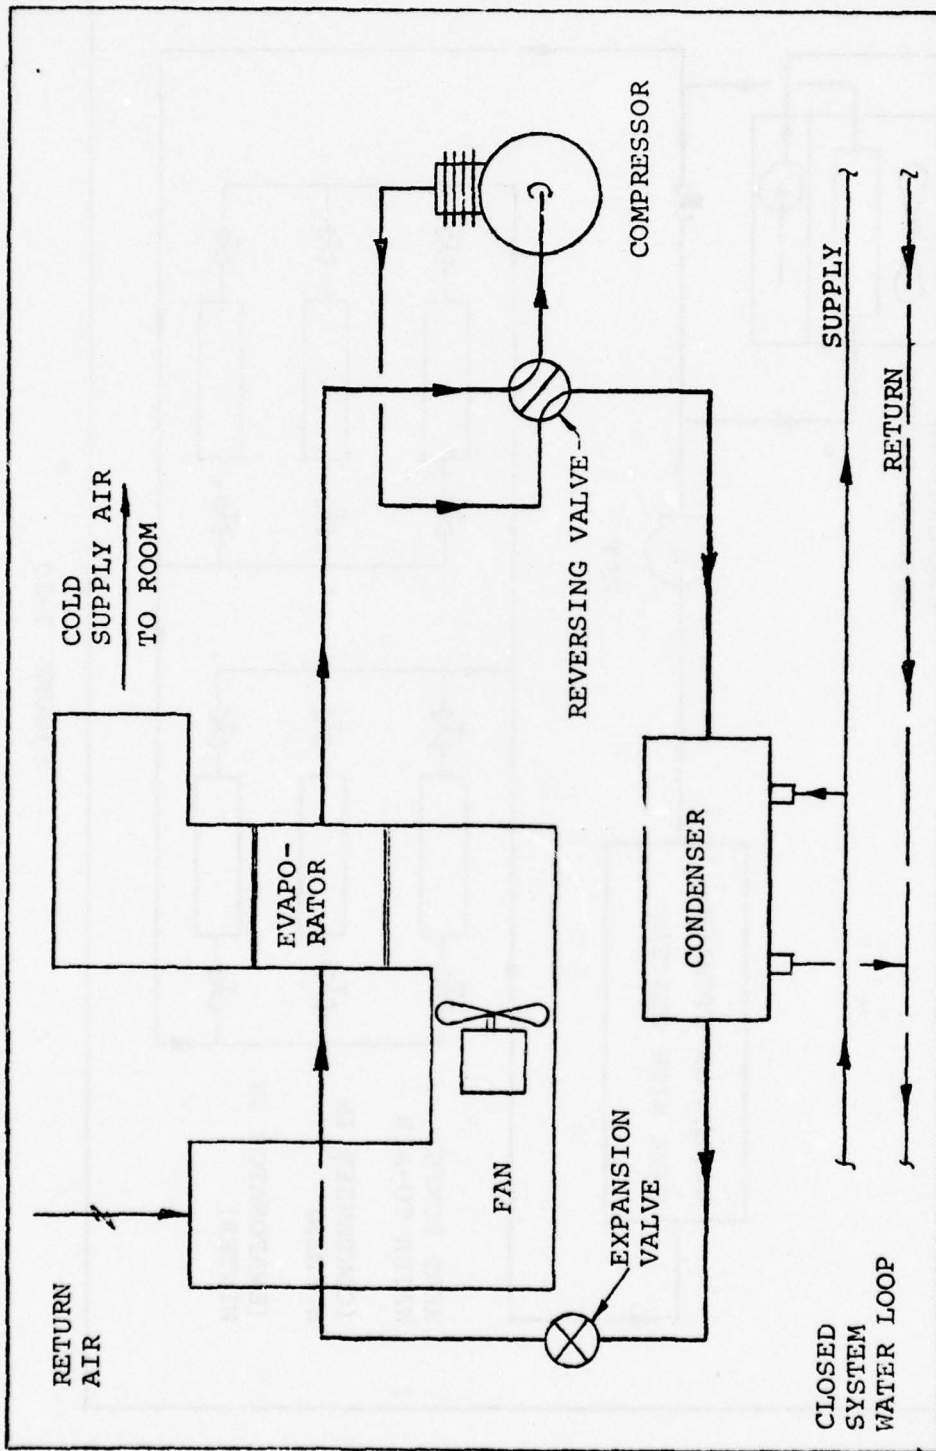 RETURN
AIR
COLD
SUPPLY AIR
TO ROOM
EVAPO-
RATOR
FAN
COMPRESSOR
REVERSING VALVE
EXPANSION
VALVE
CONDENSER
SUPPLY
RETURN
CLOSED
SYSTEM
WATER LOOP